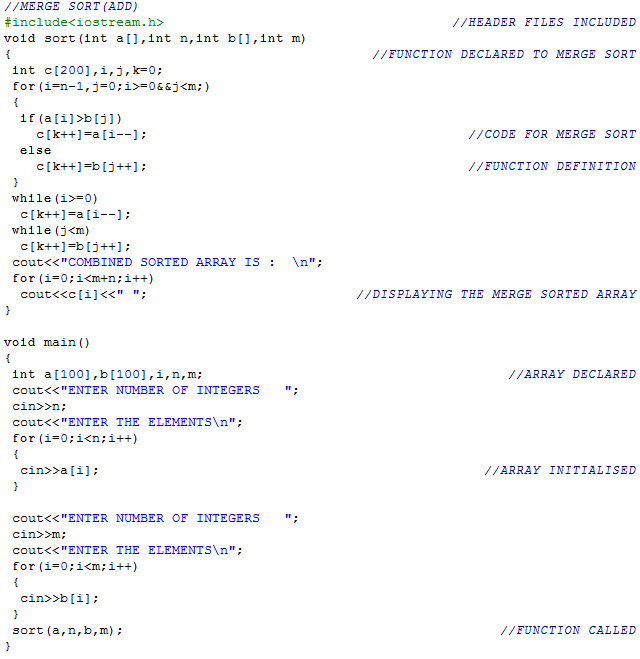 //MERGE SORT(ADD)
#include<iostream.h> //HEADER FILES INCLUDED
void sort(int a[],int n,int b[],int m)
{ //FUNCTION DECLARED TO MERGE SORT
int c[200],i,j,k=0;
for(i=n-1,j=0;i>=0&&j<m;)
{
if(a[i]>b[j])
c[k++]=a[i--]; //CODE FOR MERGE SORT
else
c[k++]=b[j++]; //FUNCTION DEFINITION
}
while(i>=0)
c[k++]=a[i--];
while(j<m)
c[k++]=b[j++];
cout<<"COMBINED SORTED ARRAY IS :  \n";
for(i=0;i<m+n;i++)
cout<<c[i]<<" "; //DISPLAYING THE MERGE SORTED ARRAY
}
void main()
{
int a[100],b[100],i,n,m; //ARRAY DECLARED
cout<<"ENTER NUMBER OF INTEGERS   ";
cin>>n;
cout<<"ENTER THE ELEMENTS\n";
for(i=0;i<n;i++)
{
cin>>a[i]; //ARRAY INITIALISED
}
cout<<"ENTER NUMBER OF INTEGERS   ";
cin>>m;
cout<<"ENTER THE ELEMENTS\n";
for(i=0;i<m;i++)
{
cin>>b[i];
}
sort(a,n,b,m); //FUNCTION CALLED
}